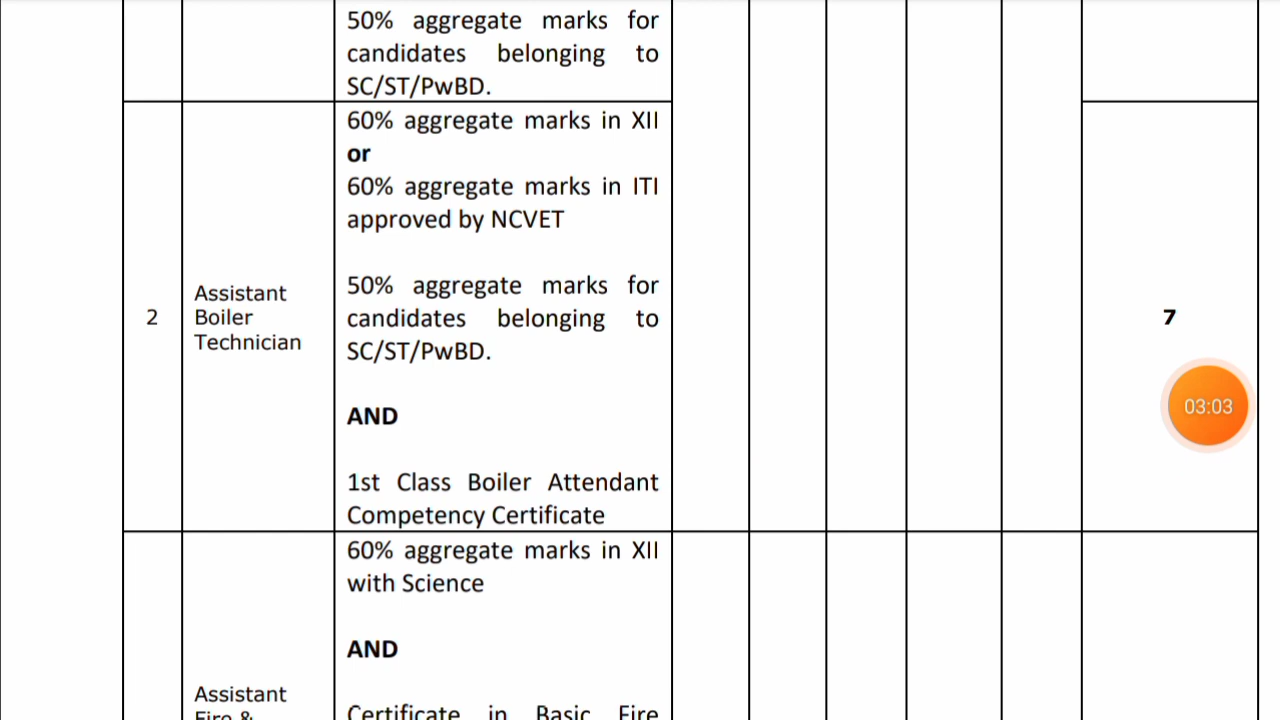 50% aggregate marks for
candidates belonging to
SC/ST/PwBD.
2
Assistant
Boiler
Technician
60% aggregate marks in XII
or
60% aggregate marks in ITI
approved by NCVET
50% aggregate marks for
candidates belonging to
SC/ST/PwBD.
AND
1st Class Boiler Attendant
Competency Certificate
7
03:03
Assistant
Fire &
60% aggregate marks in XII
with Science
AND
Certificate in Basic Fire